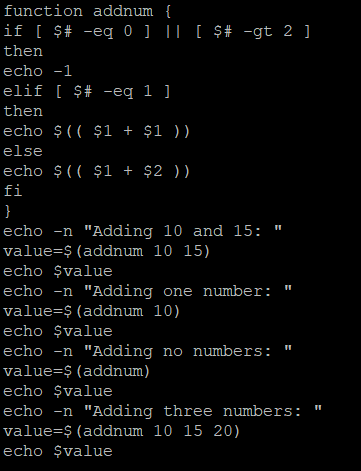 function addnum {
if [ $# -eq 0 ] || [ $# -gt 2 ]
then
echo -1
elif [ $# -eq 1 ]
then
echo $(( $1 + $1 ))
else
echo $(( $1 + $2 ))
fi
}
echo -n "Adding 10 and 15: "
value=$(addnum 10 15)
echo $value
echo -n "Adding one number: "
value=$(addnum 10)
echo $value
echo -n "Adding no numbers: "
value=$(addnum)
echo $value
echo -n "Adding three numbers: "
value=$(addnum 10 15 20)
echo $value